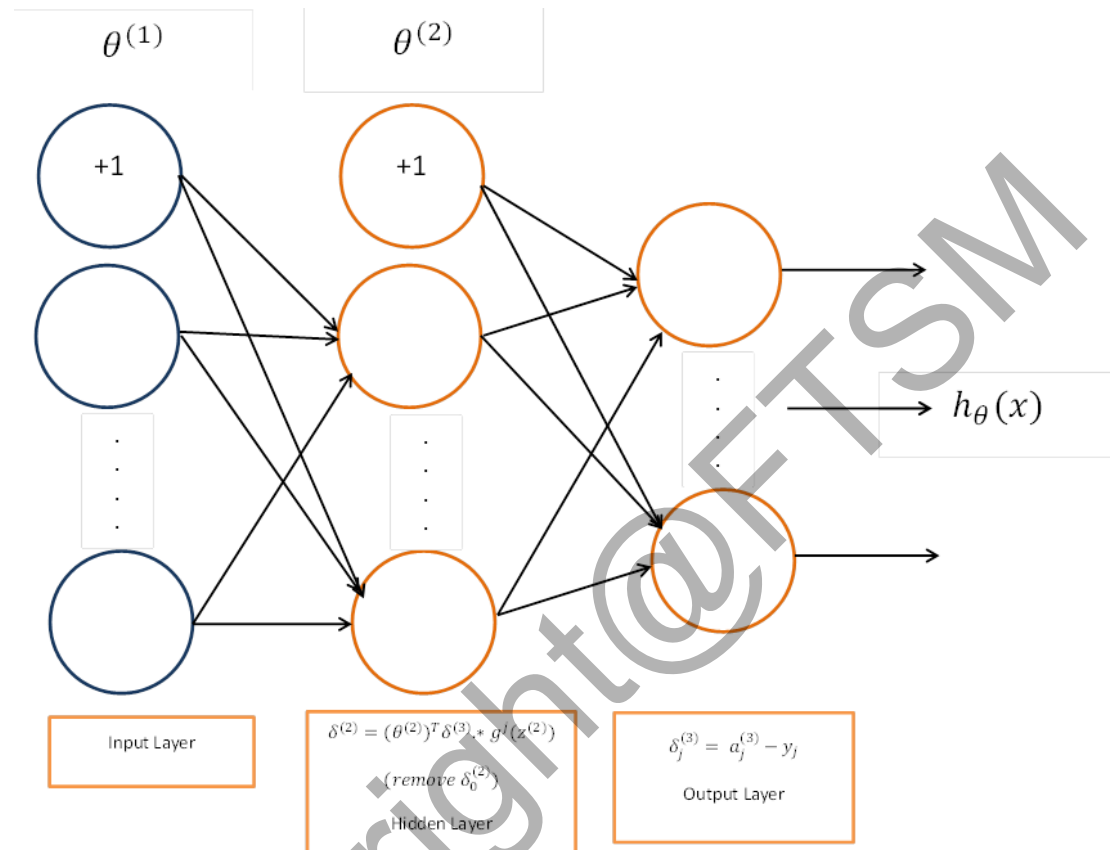 θ^(1)
θ^(2)
+1
+1
h_θ(x)
Input Layer
δ^(2) = (θ^(2))^T δ^(3) .* g^j(z^(2))
(remove δ_0^(2))
Hidden Layer
δ_j^(3) = a_j^(3) − y_j
Output Layer
right@FTSM